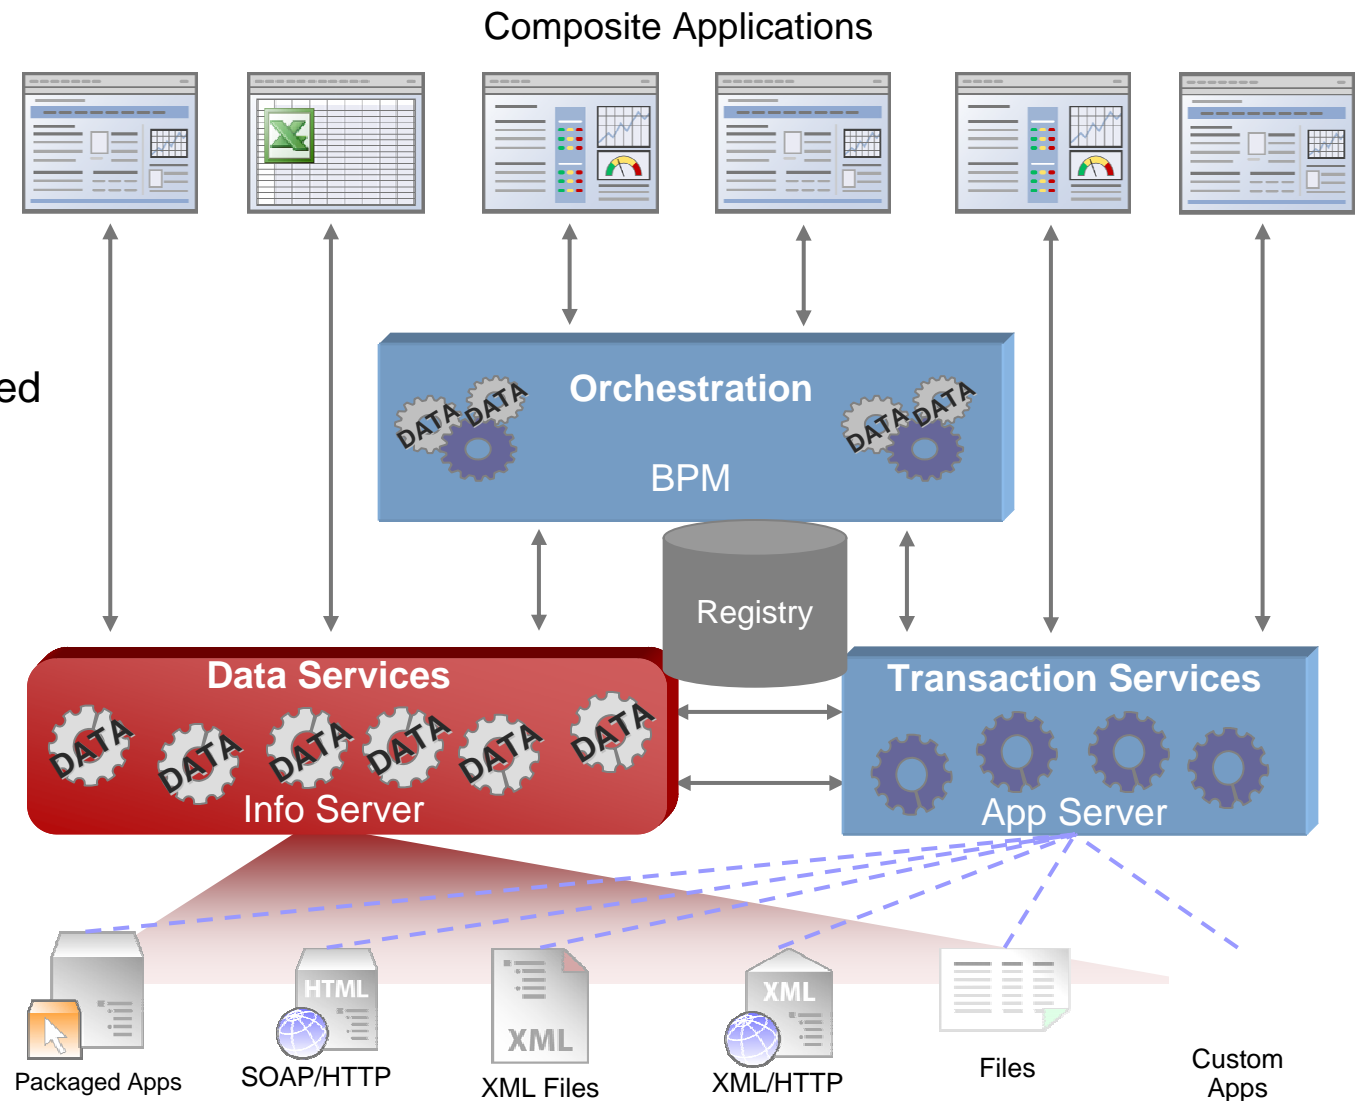 Composite Applications
ed
Orchestration
DATA
DATA
DATA
DATA
BPM
Registry
Data Services
DATA
DATA
DATA
DATA
DATA
DATA
Info Server
Transaction Services
App Server
HTML
XML
XML
Packaged Apps
SOAP/HTTP
XML Files
XML/HTTP
Files
Custom
Apps